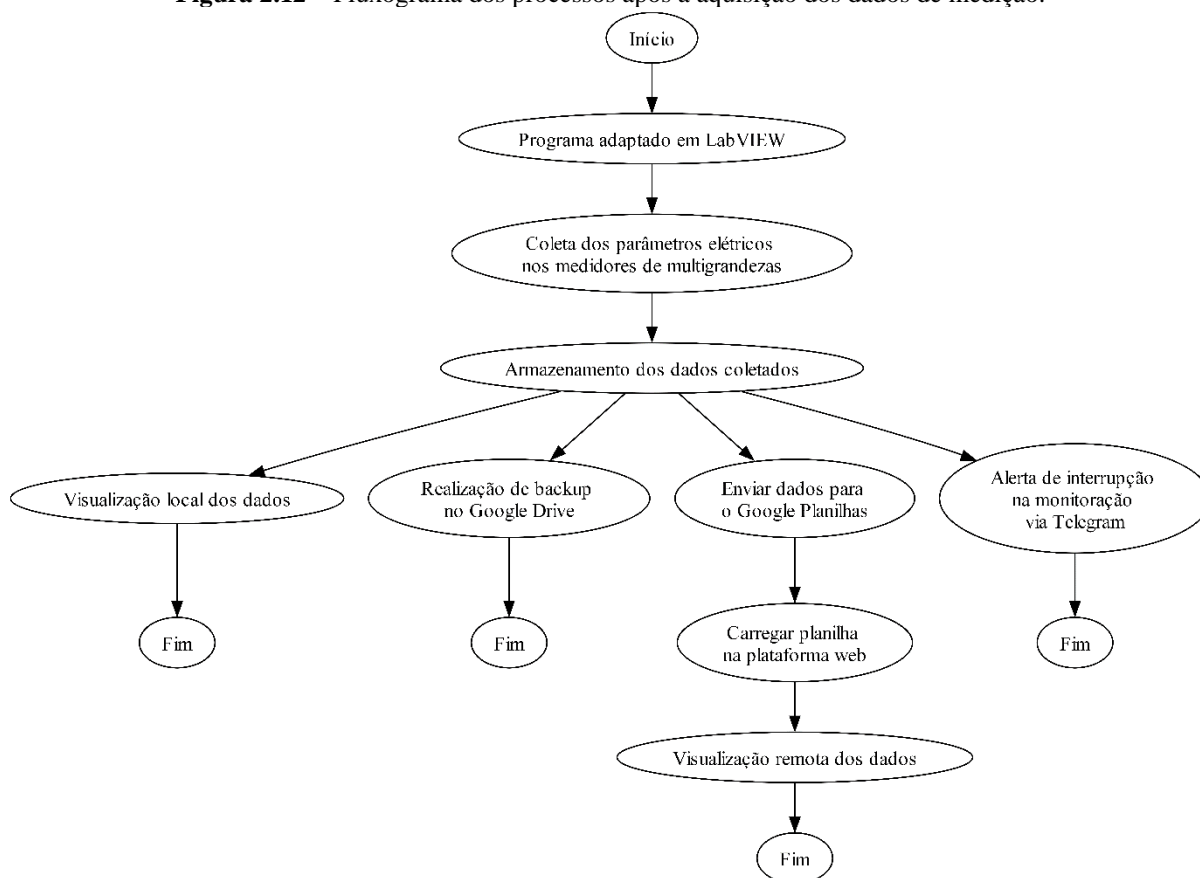 Figura 2.12 – Fluxograma dos processos após a aquisição dos dados de medição.
Início
Programa adaptado em LabVIEW
Coleta dos parâmetros elétricos
nos medidores de multigrandezas
Armazenamento dos dados coletados
Visualização local dos dados
Realização de backup
no Google Drive
Enviar dados para
o Google Planilhas
Alerta de interrupção
na monitoração
via Telegram
Fim
Fim
Carregar planilha
na plataforma web
Fim
Visualização remota dos dados
Fim